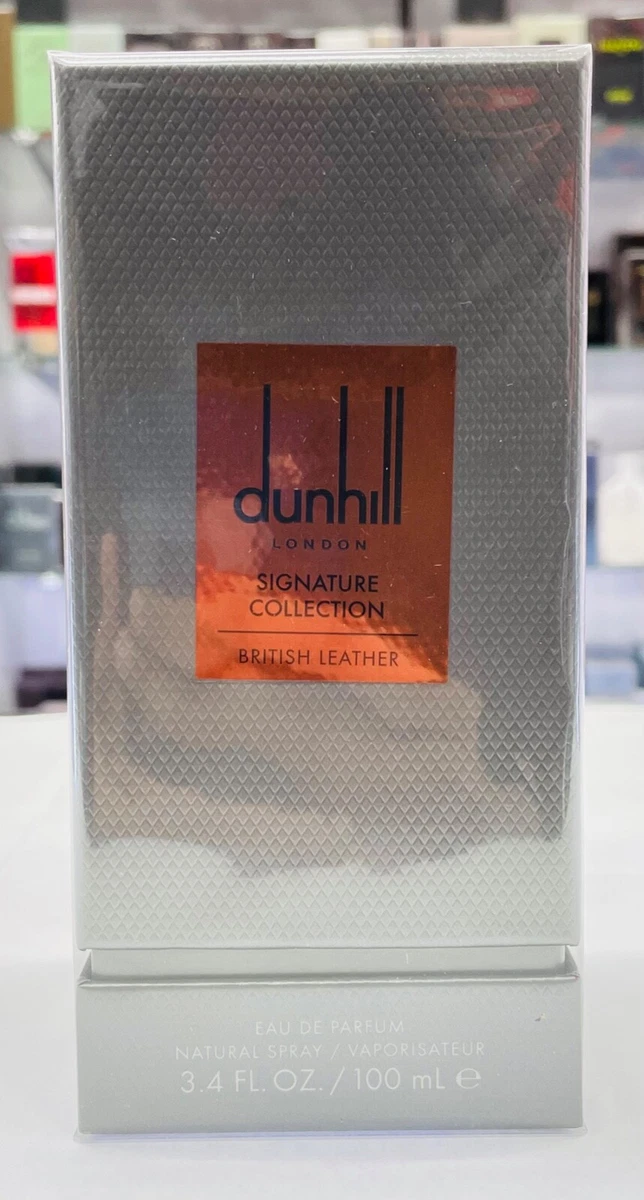 dunhill
LONDON
SIGNATURE
COLLECTION
BRITISH LEATHER
EAU DE PARFUM
NATURAL SPRAY / VAPORISATEUR
3.4 FL. OZ. / 100 mL ℮